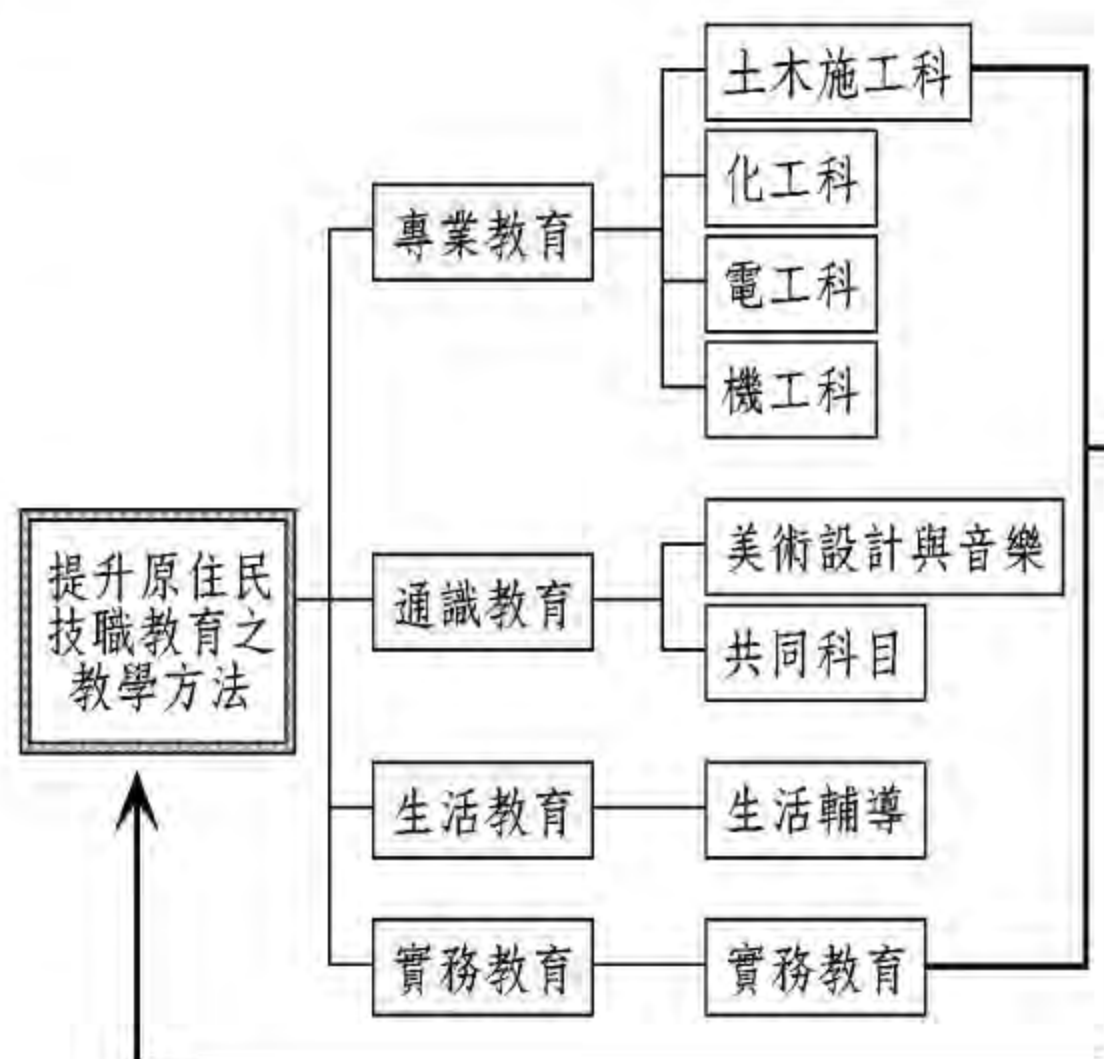 提升原住民
技職教育之
教學方法
專業教育
土木施工科
化工科
電工科
機工科
通識教育
美術設計與音樂
共同科目
生活教育
生活輔導
實務教育
實務教育